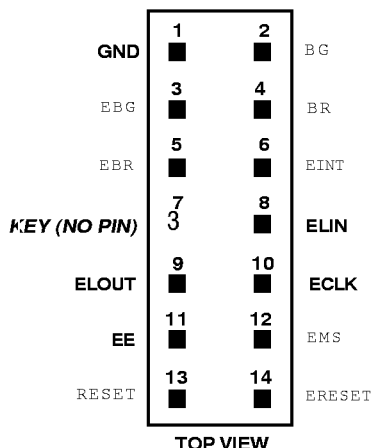 1 2
GND BG
3 4
EBG BR
5 6
EBR EINT
7 8
KEY (NO PIN) 3 ELIN
9 10
ELOUT ECLK
11 12
EE EMS
13 14
RESET ERESET
TOP VIEW